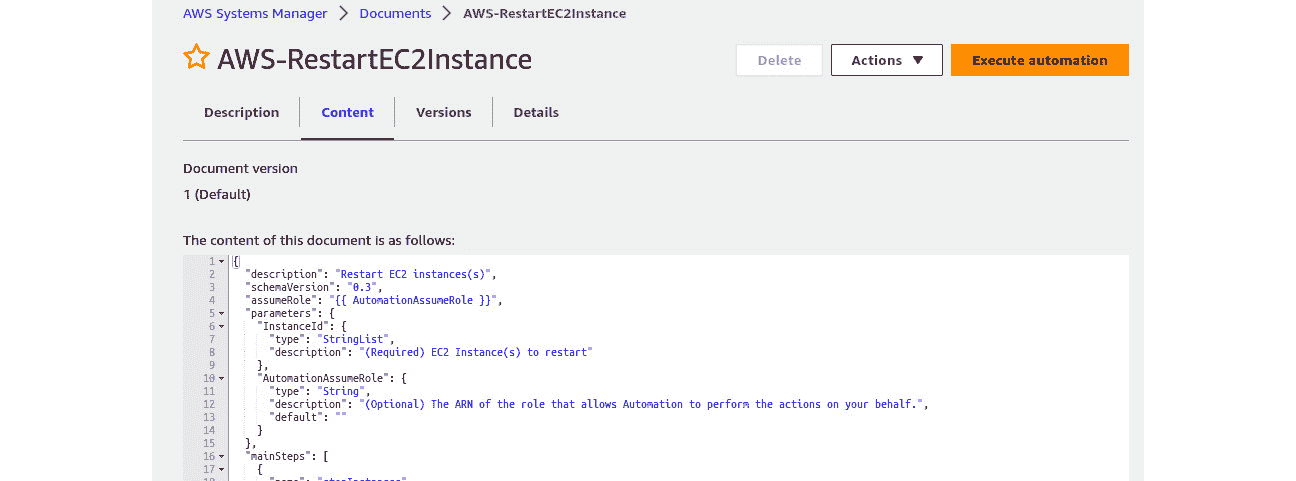 AWS Systems Manager > Documents > AWS-RestartEC2Instance
AWS-RestartEC2Instance
Delete Actions ▼ Execute automation
Description Content Versions Details
Document version
1 (Default)
The content of this document is as follows:
1 {
2 "description": "Restart EC2 instances(s)",
3 "schemaVersion": "0.3",
4 "assumeRole": "{{ AutomationAssumeRole }}",
5 "parameters": {
6 "InstanceId": {
7 "type": "StringList",
8 "description": "(Required) EC2 Instance(s) to restart"
9 },
10 "AutomationAssumeRole": {
11 "type": "String",
12 "description": "(Optional) The ARN of the role that allows Automation to perform the actions on your behalf.",
13 "default": ""
14 }
15 },
16 "mainSteps": [
17 {